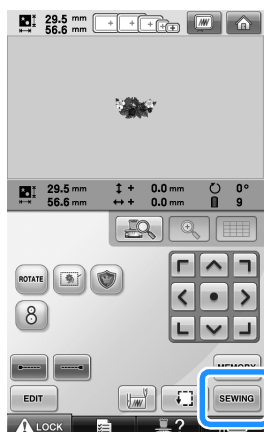 29.5 mm
56.6 mm
29.5 mm + 0.0 mm 0°
56.6 mm + 0.0 mm 9
ROTATE
8
MEMORY
EDIT SEWING
LOCK ?